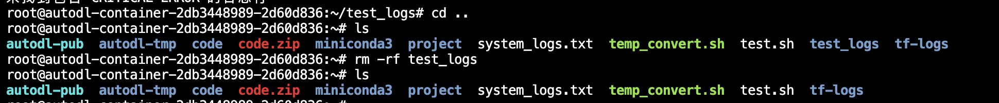 root@autodl-container-2db3448989-2d60d836:~/test_logs# cd ..
root@autodl-container-2db3448989-2d60d836:~# ls
autodl-pub autodl-tmp code code.zip miniconda3 project system_logs.txt temp_convert.sh test.sh test_logs tf-logs
root@autodl-container-2db3448989-2d60d836:~# rm -rf test_logs
root@autodl-container-2db3448989-2d60d836:~# ls
autodl-pub autodl-tmp code code.zip miniconda3 project system_logs.txt temp_convert.sh test.sh tf-logs